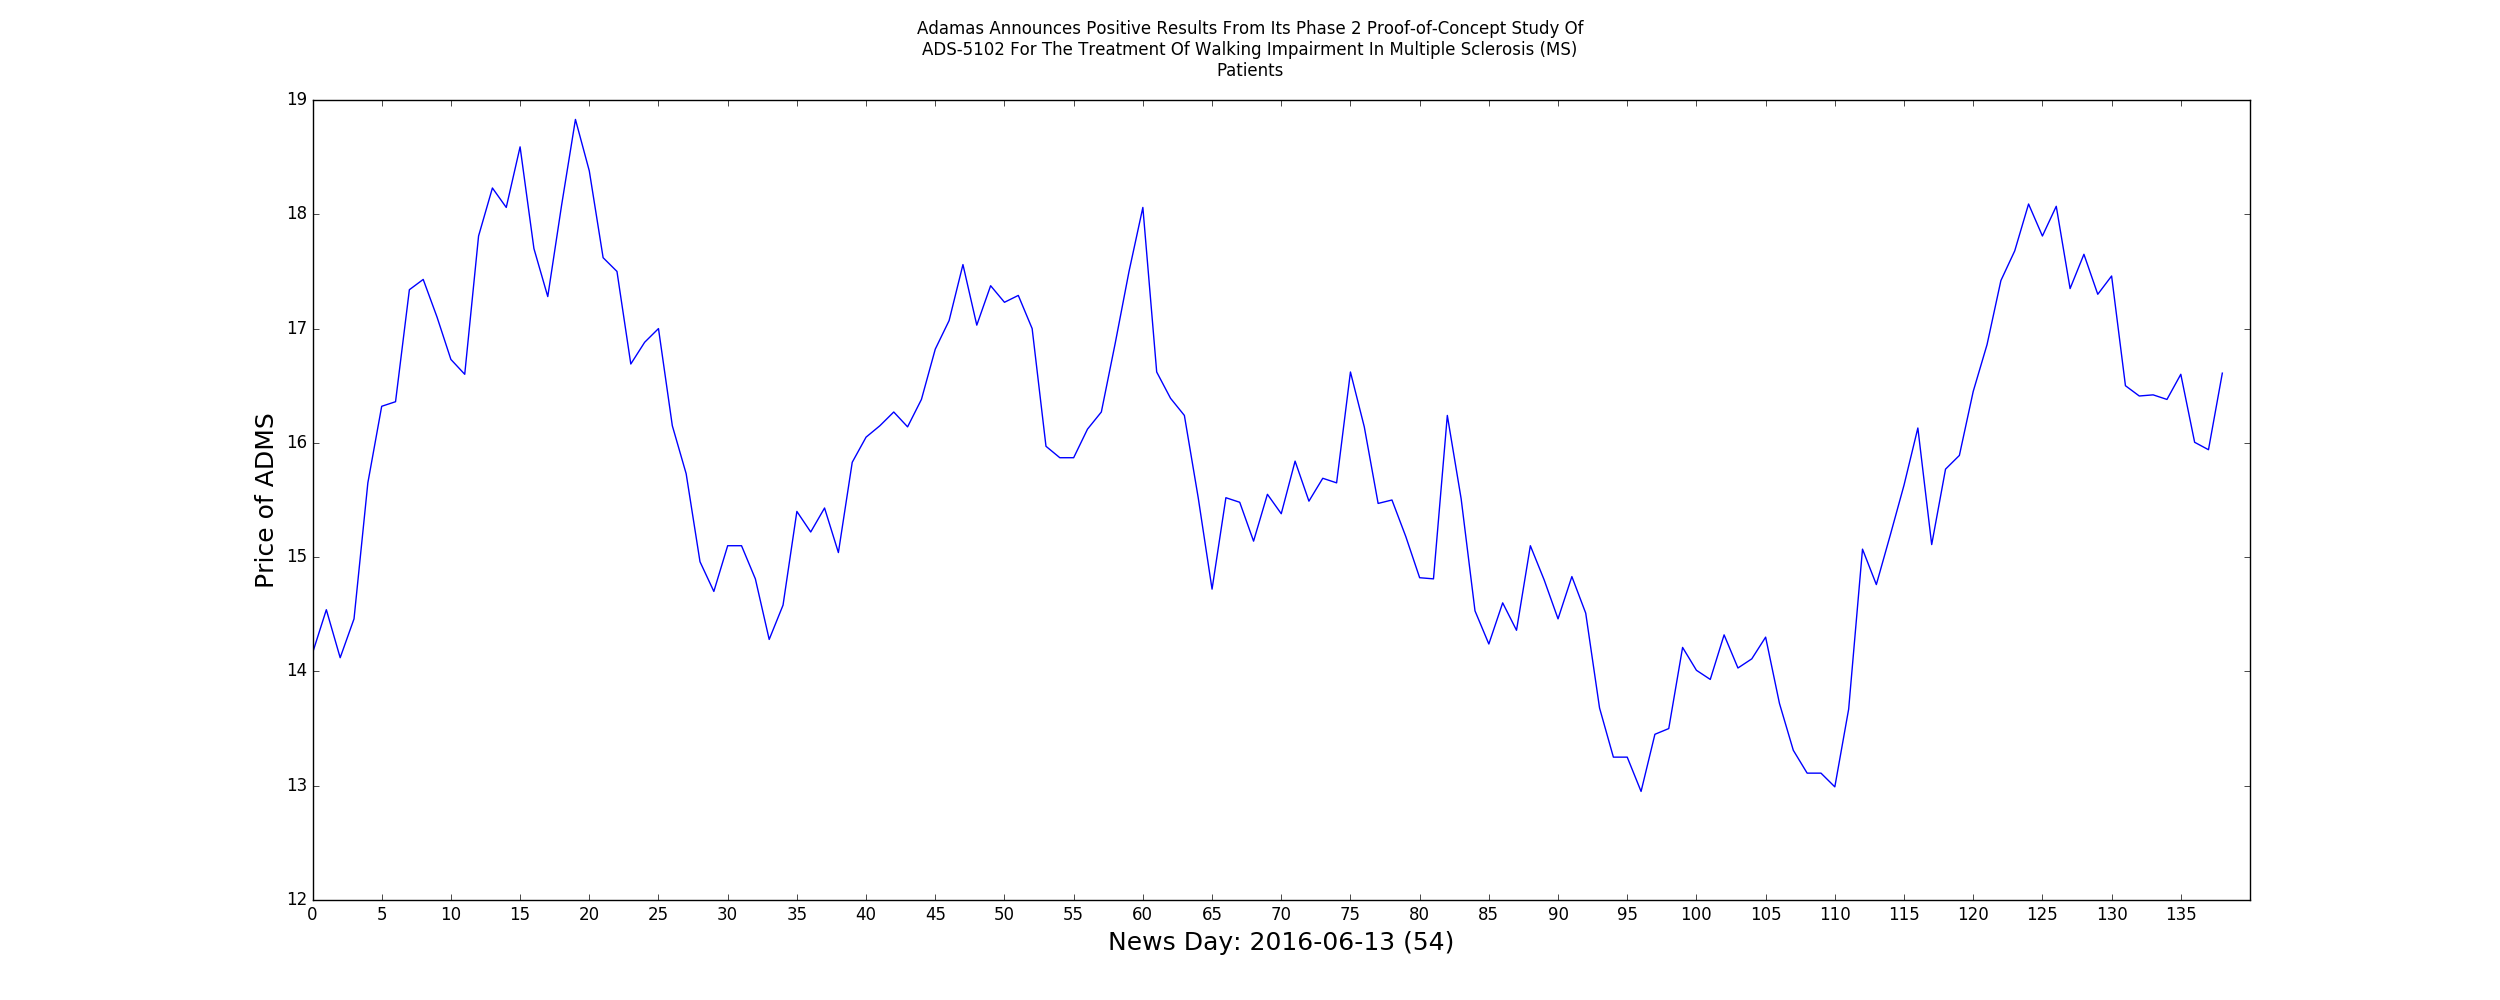 Adamas Announces Positive Results From Its Phase 2 Proof-of-Concept Study Of
ADS-5102 For The Treatment Of Walking Impairment In Multiple Sclerosis (MS)
Patients
19
18
17
16
15
14
13
12
Price of ADMS
0 5 10 15 20 25 30 35 40 45 50 55 60 65 70 75 80 85 90 95 100 105 110 115 120 125 130 135
News Day: 2016-06-13 (54)